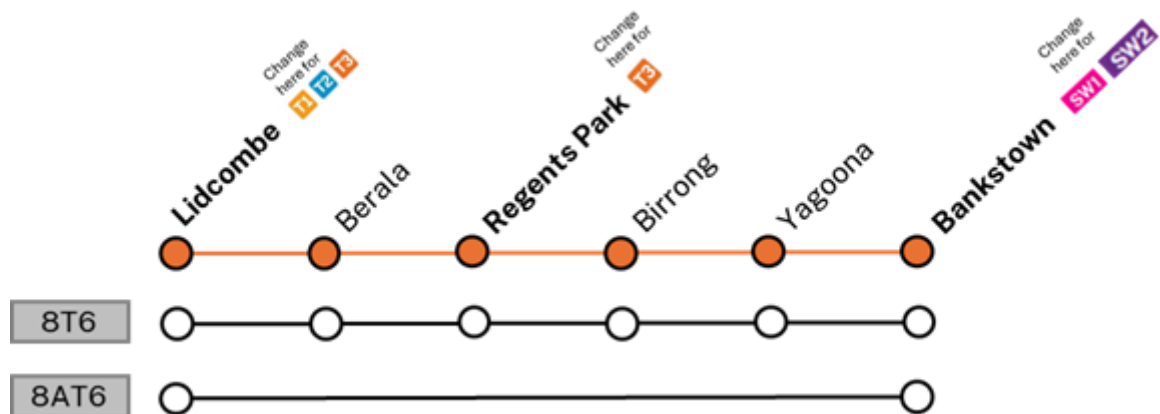 Change
here for
T1 T2 T3
Lidcombe
Berala
Change
here for
T3
Regents Park
Birrong
Yagoona
Change
here for
SW1 SW2
Bankstown
8T6
8AT6